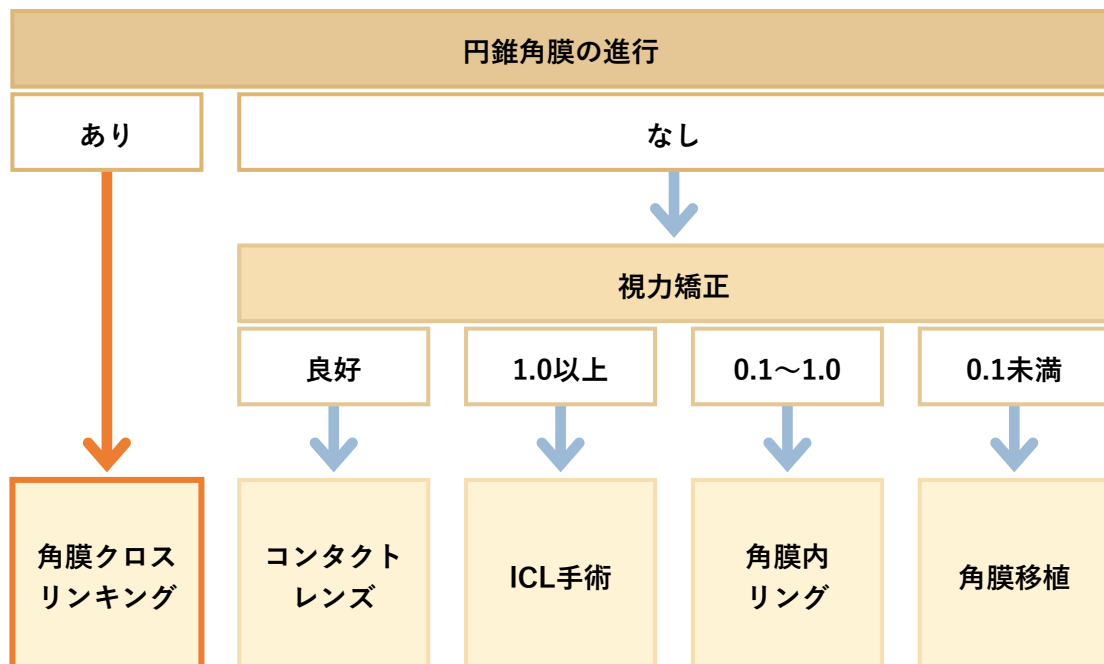 円錐角膜の進行
あり
なし
視力矯正
良好
1.0以上
0.1〜1.0
0.1未満
角膜クロス
リンキング
コンタクト
レンズ
ICL手術
角膜内
リング
角膜移植